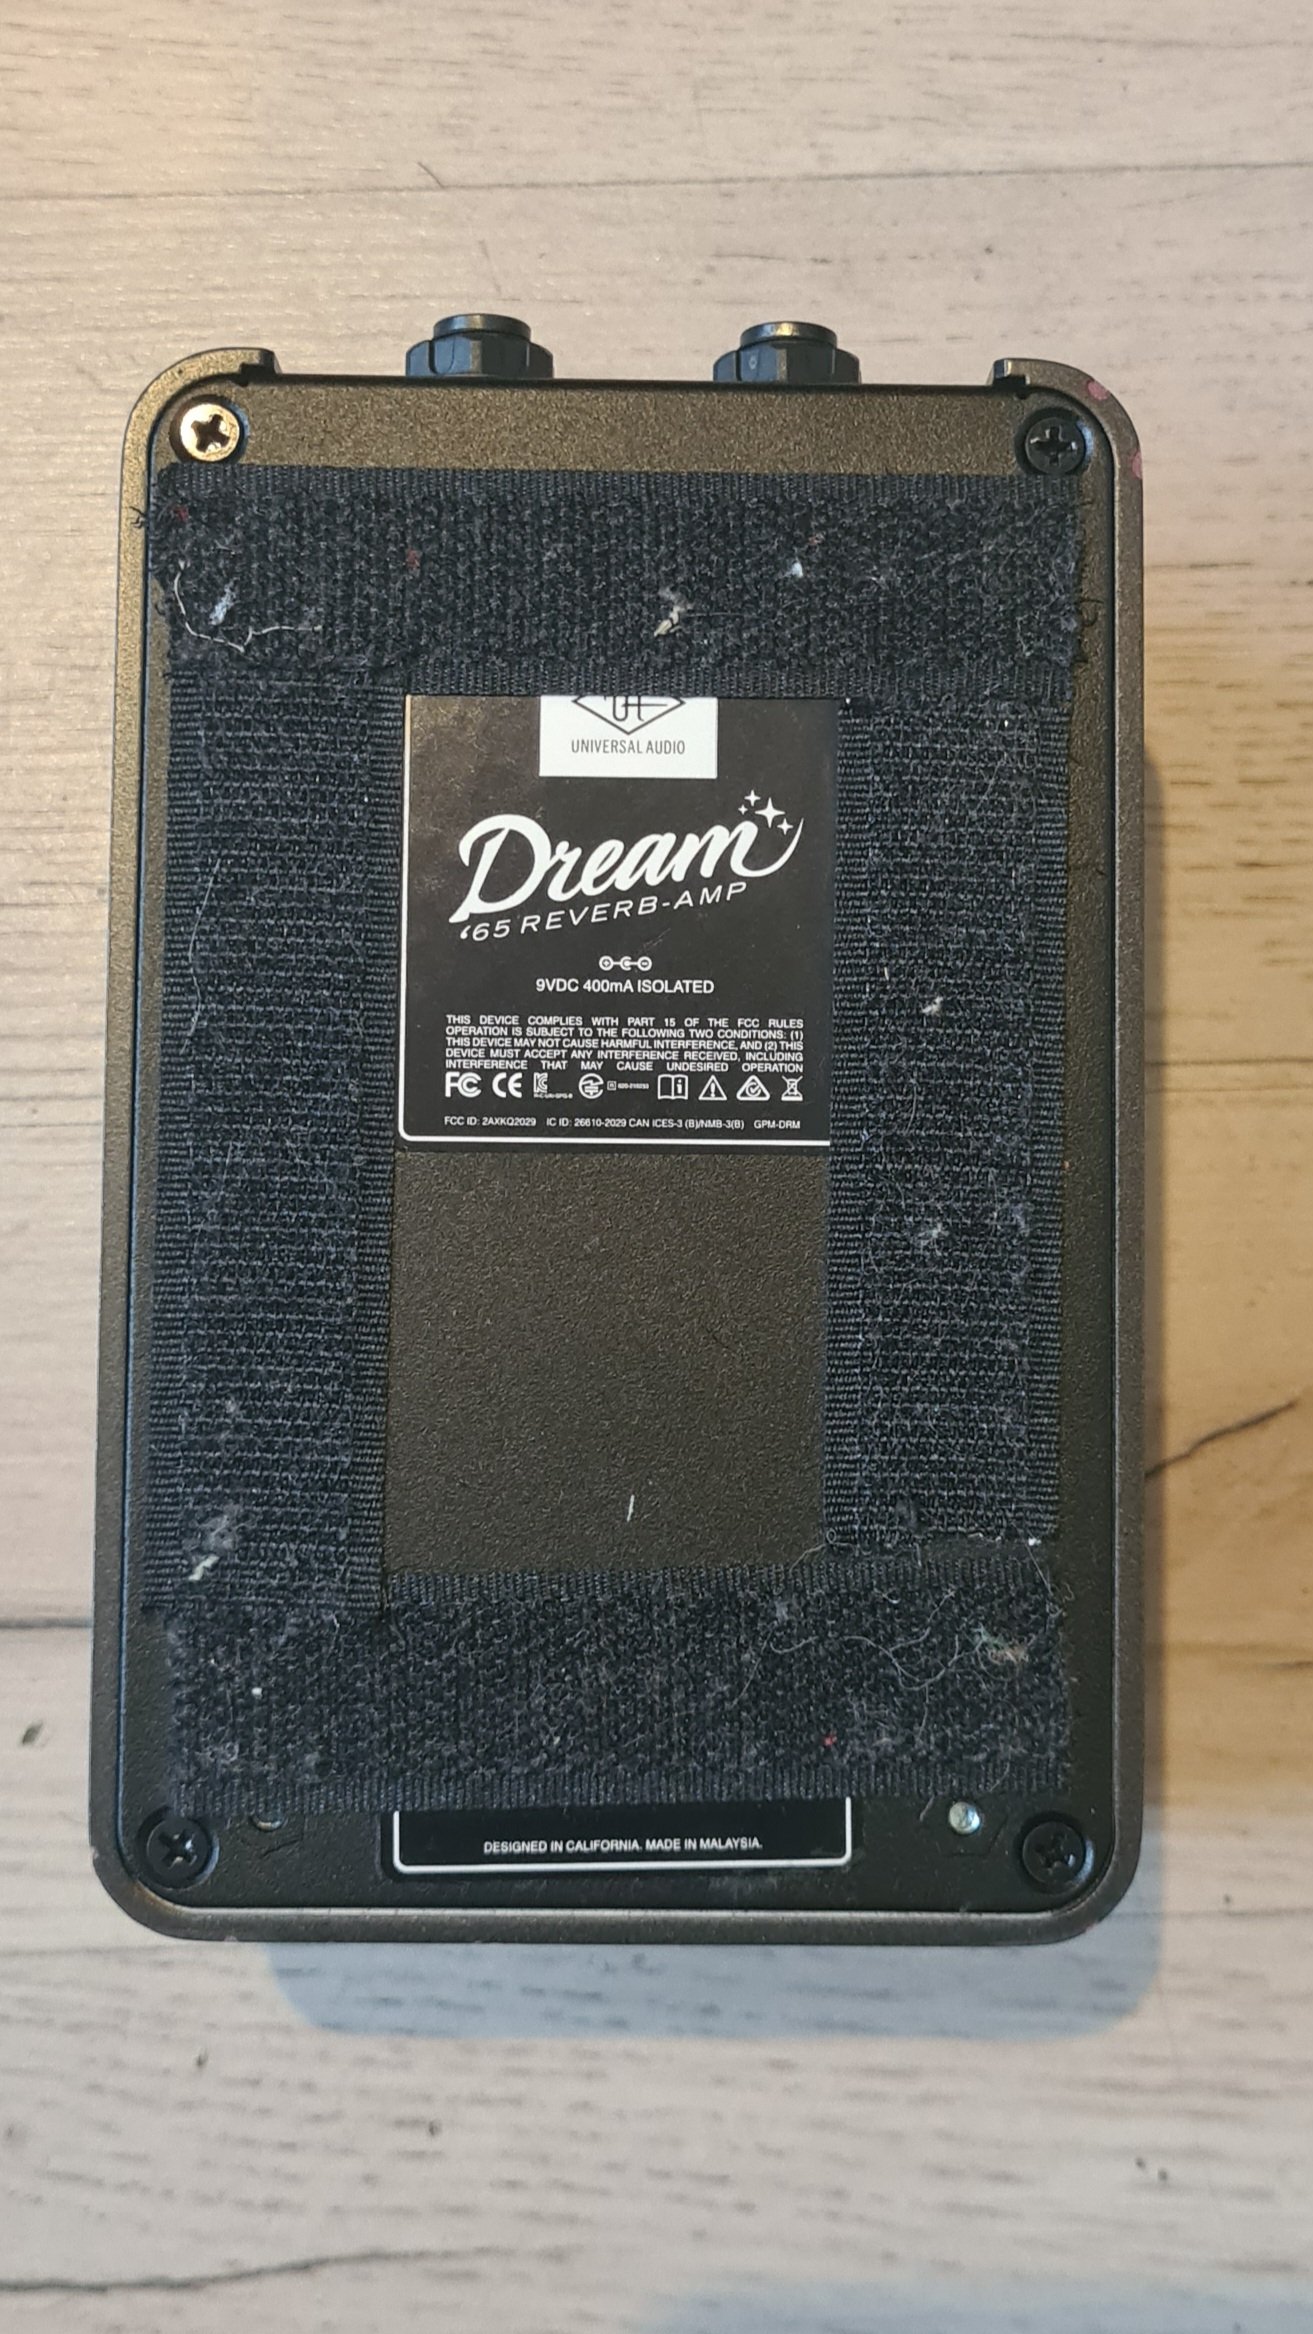 UNIVERSAL AUDIO
Dream
'65 REVERB-AMP
9VDC 400mA ISOLATED
THIS DEVICE COMPLIES WITH PART 15 OF THE FCC RULES
OPERATION IS SUBJECT TO THE FOLLOWING TWO CONDITIONS: (1)
THIS DEVICE MAY NOT CAUSE HARMFUL INTERFERENCE, AND (2) THIS
DEVICE MUST ACCEPT ANY INTERFERENCE RECEIVED, INCLUDING
INTERFERENCE THAT MAY CAUSE UNDESIRED OPERATION
FC CE
FCC ID: 2AXKQ2029 IC ID: 26610-2029 CAN ICES-3 (B)/NMB-3(B) GPM-DRM
DESIGNED IN CALIFORNIA. MADE IN MALAYSIA.